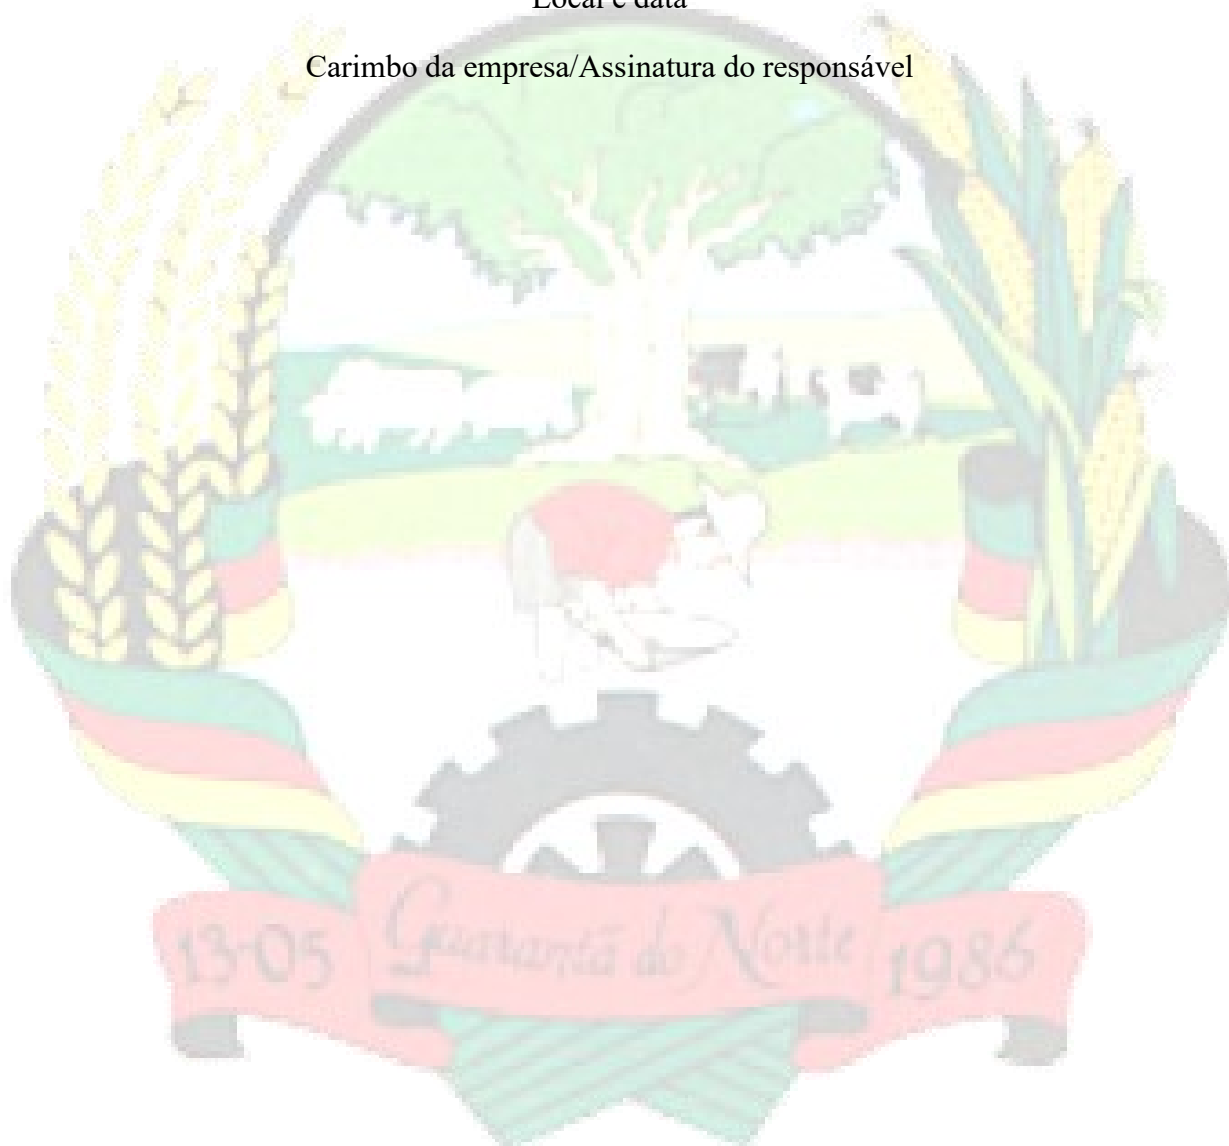 Local e data
Carimbo da empresa/Assinatura do responsável
13-05 Guarantã do Norte 1986